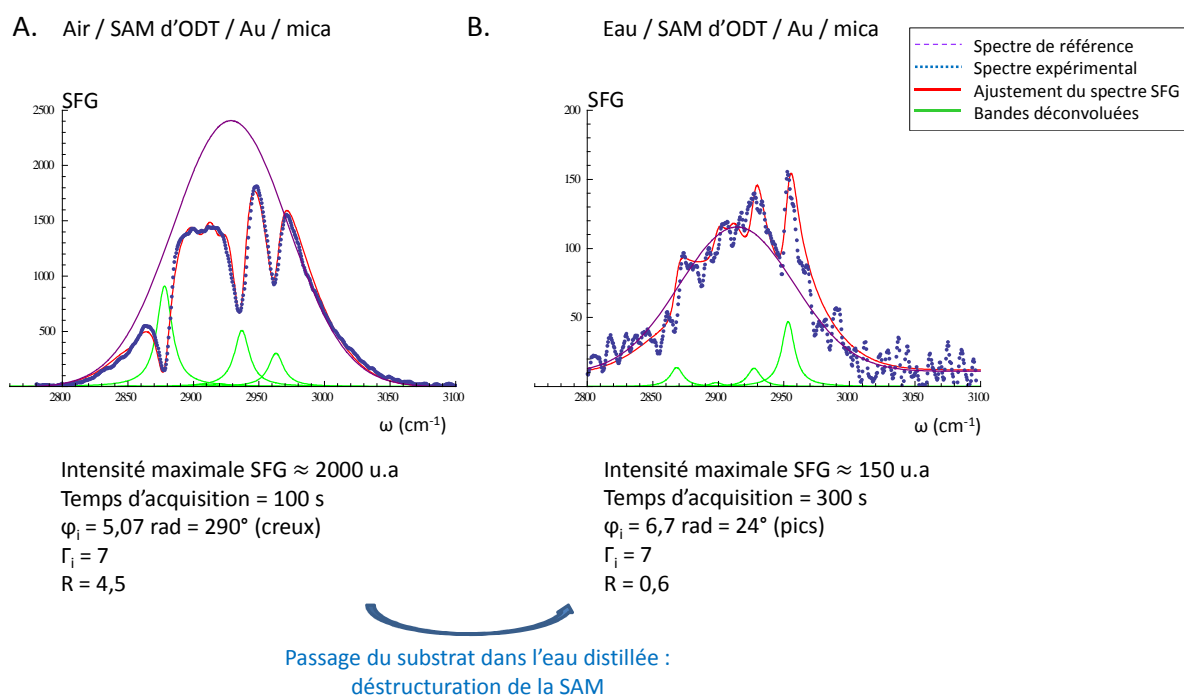 A. Air / SAM d'ODT / Au / mica
B. Eau / SAM d'ODT / Au / mica
Spectre de référence
Spectre expérimental
Ajustement du spectre SFG
Bandes déconvoluées
SFG
2500
2000
1500
1000
500
2800
2850
2900
2950
3000
3050
3100
ω (cm-1)
SFG
200
150
100
50
2800
2850
2900
2950
3000
3050
3100
ω (cm-1)
Intensité maximale SFG ≈ 2000 u.a
Temps d'acquisition = 100 s
φi = 5,07 rad = 290° (creux)
Γi = 7
R = 4,5
Intensité maximale SFG ≈ 150 u.a
Temps d'acquisition = 300 s
φi = 6,7 rad = 24° (pics)
Γi = 7
R = 0,6
Passage du substrat dans l'eau distillée :
déstructuration de la SAM